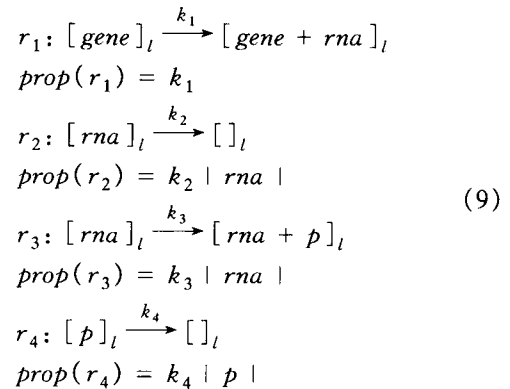 r₁: [gene]ₗ —k₁→ [gene + rna]ₗ
prop(r₁) = k₁
r₂: [rna]ₗ —k₂→ []ₗ
prop(r₂) = k₂ | rna |
(9)
r₃: [rna]ₗ —k₃→ [rna + p]ₗ
prop(r₃) = k₃ | rna |
r₄: [p]ₗ —k₄→ []ₗ
prop(r₄) = k₄ | p |